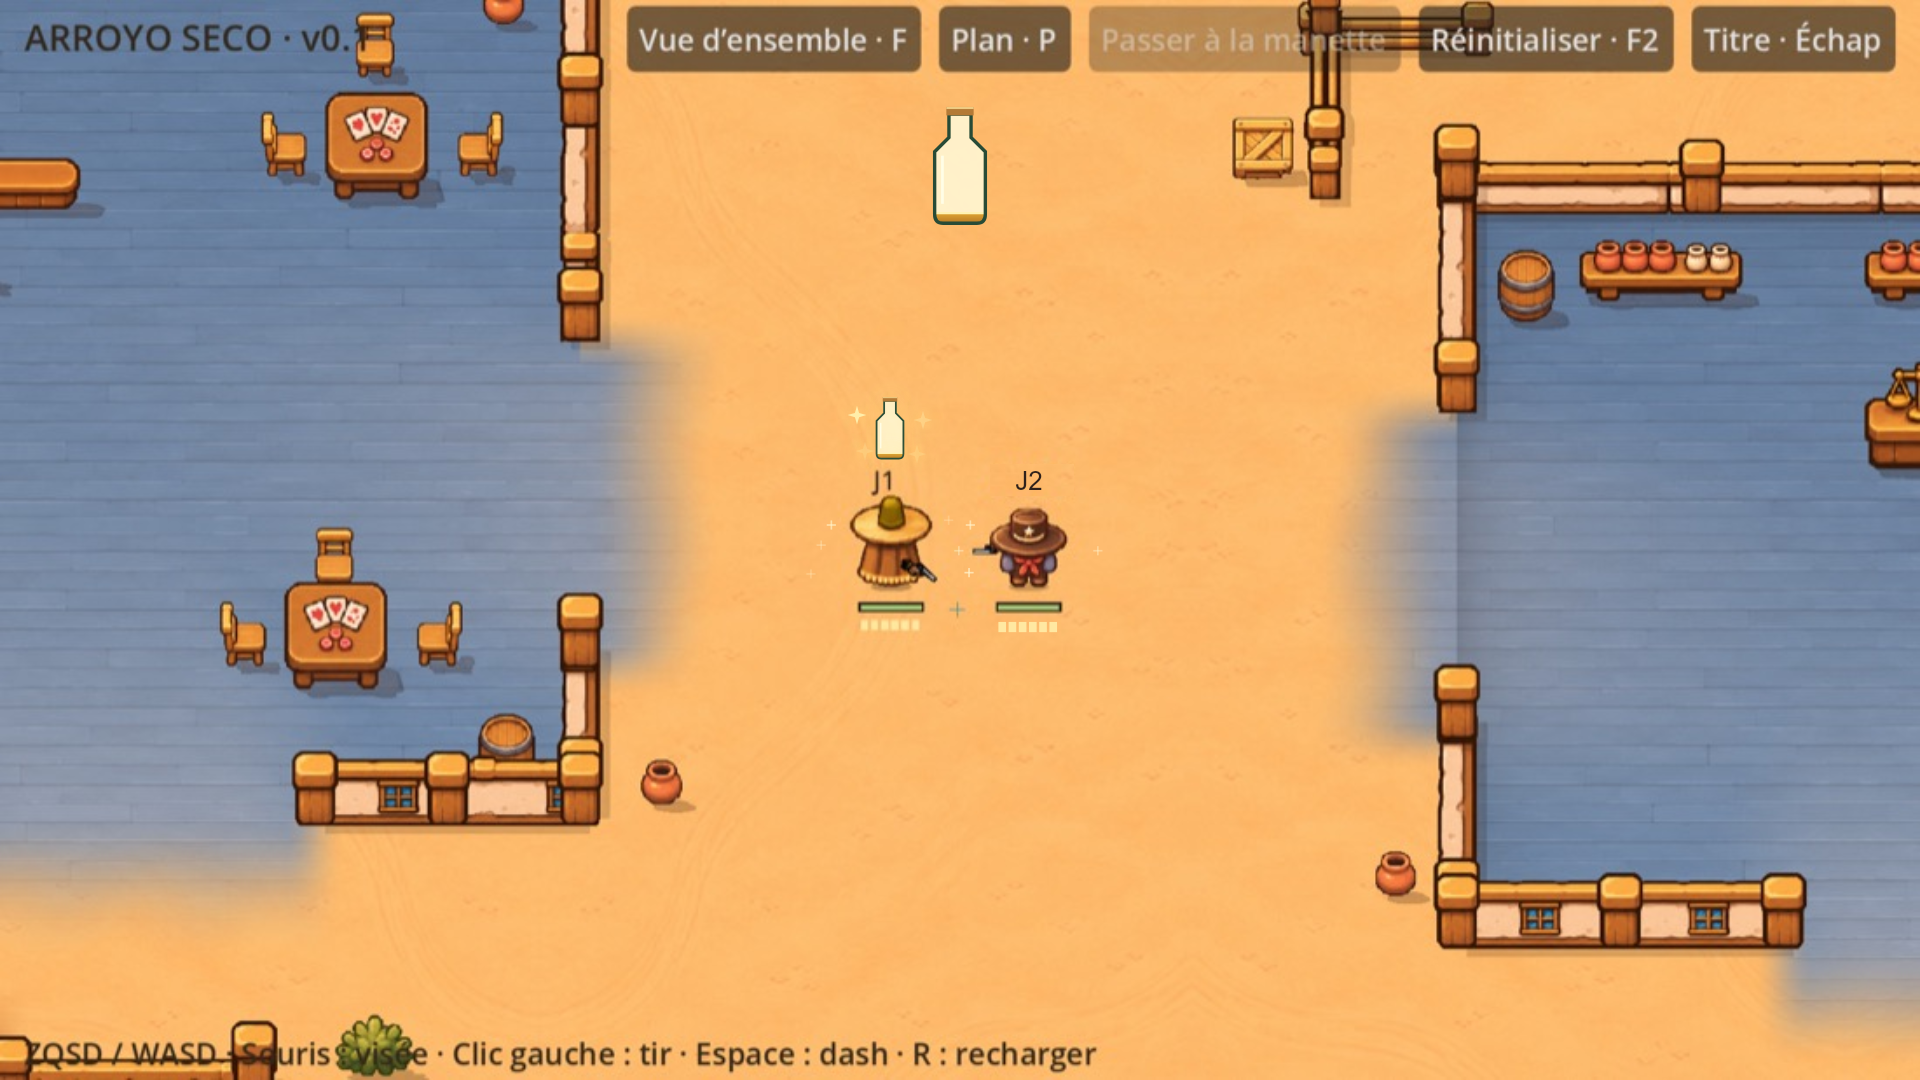 ARROYO SECO · v0.1
Vue d’ensemble · F
Plan · P
Passer à la manette
Réinitialiser · F2
Titre · Échap
J1
J2
ZQSD / WASD · Souris : visée · Clic gauche : tir · Espace : dash · R : recharger